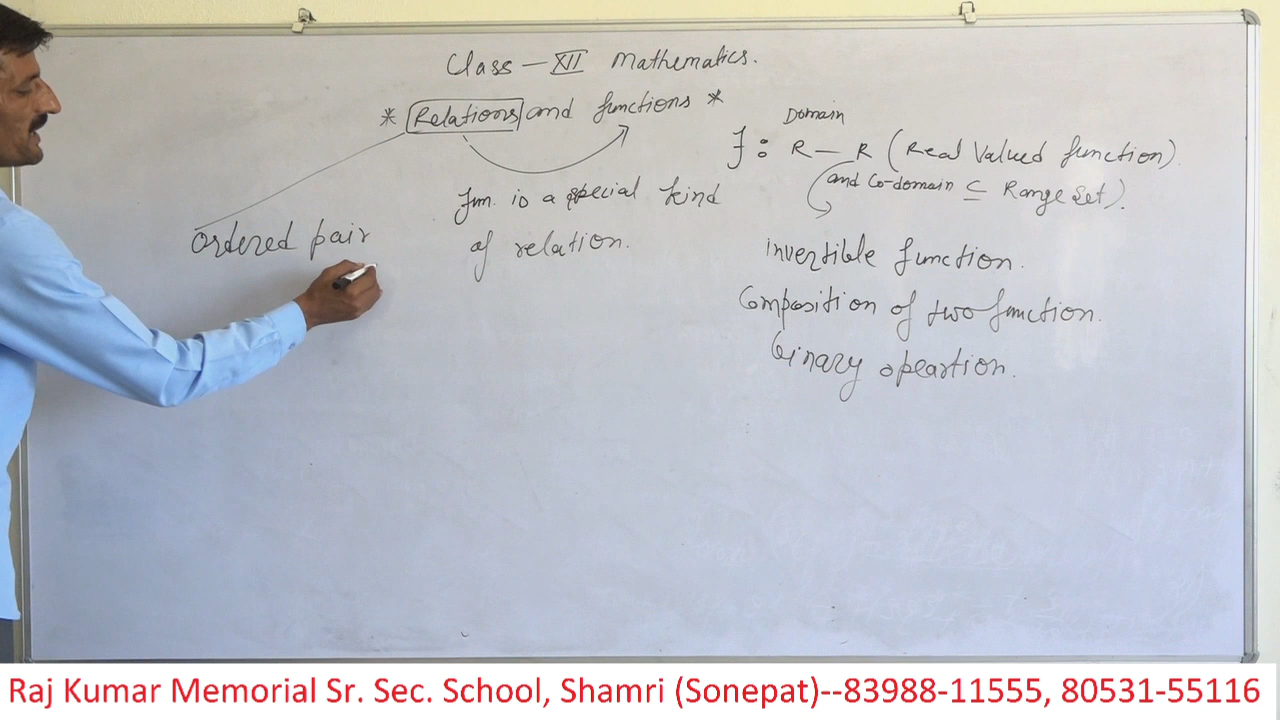 Class – XII Mathematics.
* Relations and functions *
Domain
f : R — R (Real Valued function)
and Co-domain ⊆ Range Set).
fun. is a special kind
of relation.
ordered pair
invertible function.
Composition of two function.
binary opeartion.
Raj Kumar Memorial Sr. Sec. School, Shamri (Sonepat)--83988-11555, 80531-55116